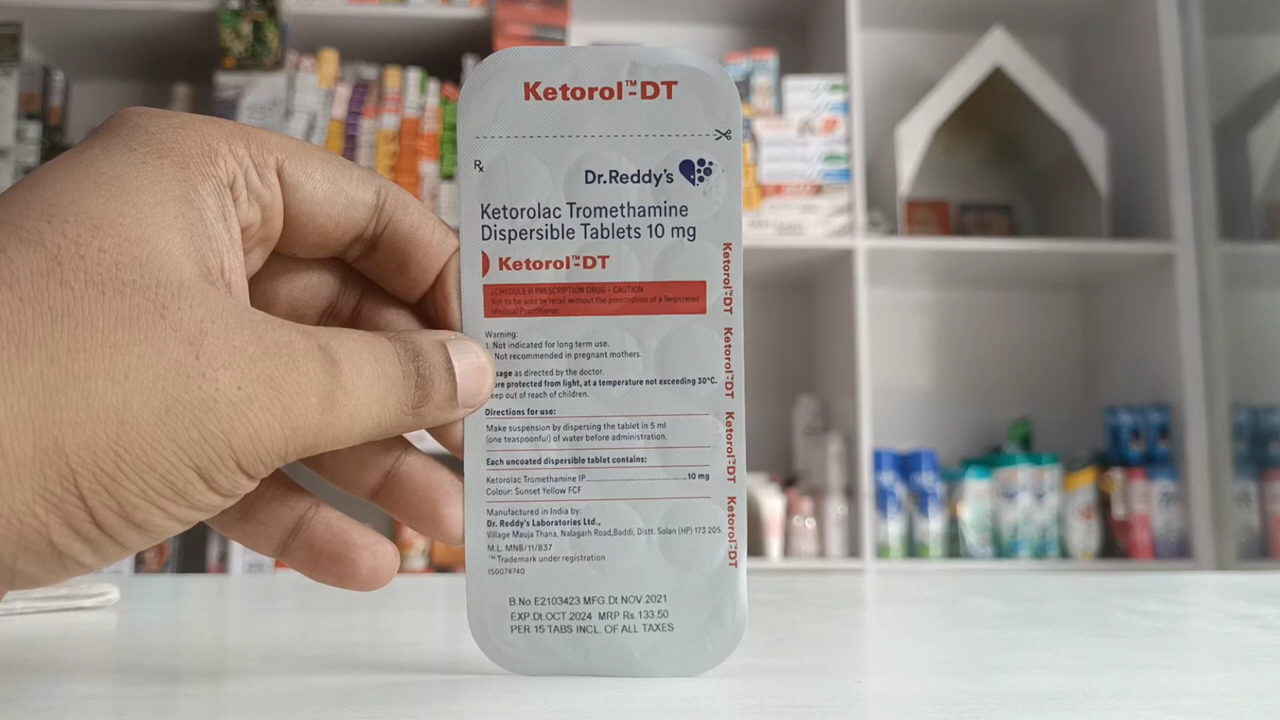 Ketorol™-DT
Rx
Dr.Reddy's
Ketorolac Tromethamine
Dispersible Tablets 10 mg
Ketorol™-DT
SCHEDULE H PRESCRIPTION DRUG - CAUTION
Not to be sold by retail without the prescription of a Registered
Medical Practitioner.
Warning:
1. Not indicated for long term use.
Not recommended in pregnant mothers.
sage as directed by the doctor.
ore protected from light, at a temperature not exceeding 30°C.
eep out of reach of children.
Directions for use:
Make suspension by dispersing the tablet in 5 ml
(one teaspoonful) of water before administration.
Each uncoated dispersible tablet contains:
Ketorolac Tromethamine IP..........10 mg
Colour: Sunset Yellow FCF
Manufactured in India by:
Dr. Reddy's Laboratories Ltd.,
Village Mauja Thana, Nalagarh Road,Baddi, Distt. Solan (HP) 173 205.
M.L. MNB/11/837
™Trademark under registration
150074740
B.No.E2103423 MFG.Dt.NOV.2021
EXP.Dt.OCT.2024 MRP Rs.133.50
PER 15 TABS INCL. OF ALL TAXES
Ketorol™-DT
Ketorol™-DT
Ketorol™-DT
Ketorol™-DT